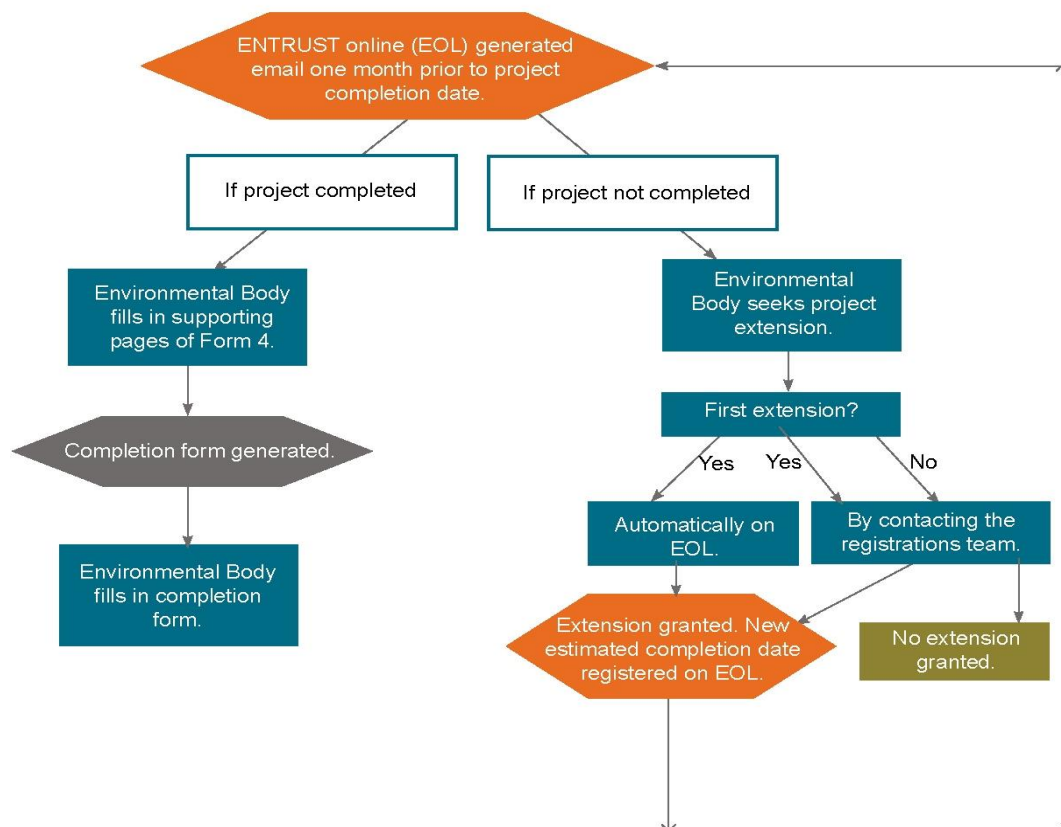 ENTRUST online (EOL) generated
email one month prior to project
completion date.
If project completed
If project not completed
Environmental Body
fills in supporting
pages of Form 4.
Environmental
Body seeks project
extension.
First extension?
Completion form generated.
Yes
Yes
No
Automatically on
EOL.
By contacting the
registrations team.
Environmental Body
fills in completion
form.
Extension granted. New
estimated completion date
registered on EOL.
No extension
granted.